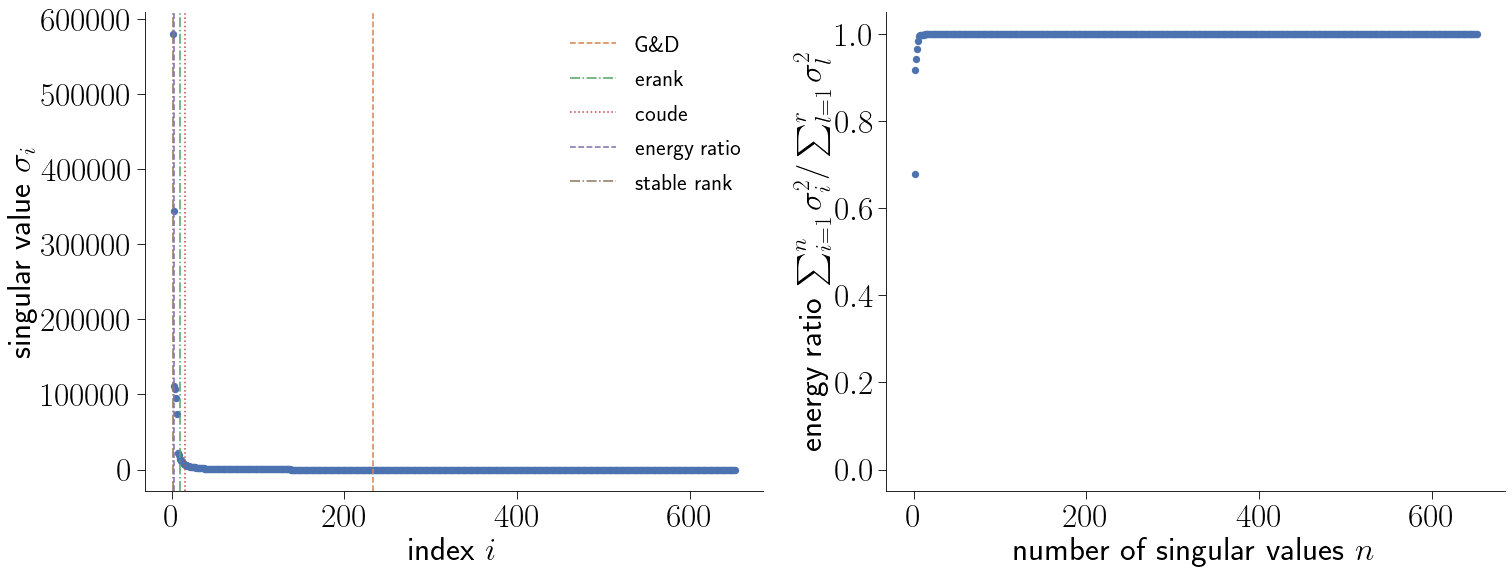 600000
500000
400000
300000
200000
100000
0
singular value σ_i
0 200 400 600
index i
G&D
erank
coude
energy ratio
stable rank
1.0
0.8
0.6
0.4
0.2
0.0
energy ratio ∑_{i=1}^{n} σ_i^2 / ∑_{l=1}^{r} σ_l^2
0 200 400 600
number of singular values n